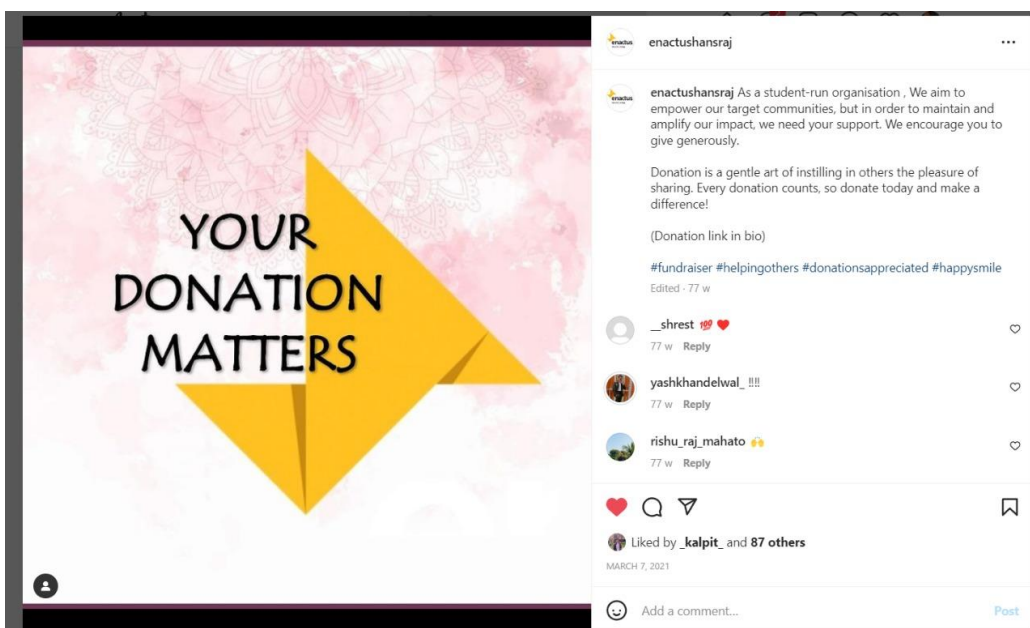 YOUR
DONATION
MATTERS
enactushansraj
enactus
enactushansraj As a student-run organisation , We aim to
empower our target communities, but in order to maintain and
amplify our impact, we need your support. We encourage you to
give generously.
Donation is a gentle art of instilling in others the pleasure of
sharing. Every donation counts, so donate today and make a
difference!
(Donation link in bio)
#fundraiser #helpingothers #donationsappreciated #happysmile
Edited · 77 w
__shrest 💯 ❤️
77 w Reply
yashkhandelwal_ !!!!
77 w Reply
rishu_raj_mahato 🙌
77 w Reply
Liked by _kalpit_ and 87 others
MARCH 7, 2021
Add a comment...
Post